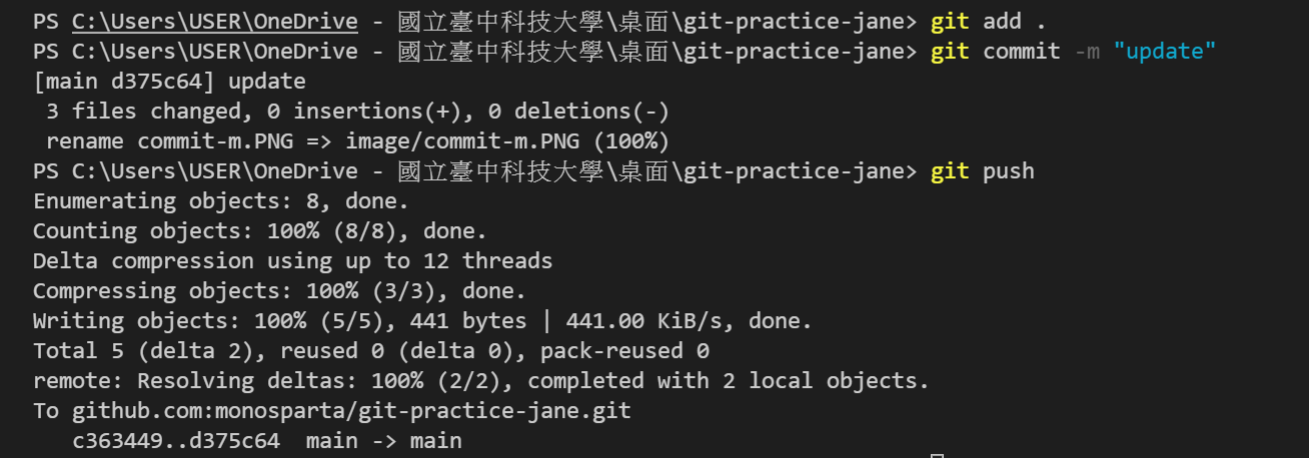 PS C:\Users\USER\OneDrive - 國立臺中科技大學\桌面\git-practice-jane> git add .
PS C:\Users\USER\OneDrive - 國立臺中科技大學\桌面\git-practice-jane> git commit -m "update"
[main d375c64] update
 3 files changed, 0 insertions(+), 0 deletions(-)
 rename commit-m.PNG => image/commit-m.PNG (100%)
PS C:\Users\USER\OneDrive - 國立臺中科技大學\桌面\git-practice-jane> git push
Enumerating objects: 8, done.
Counting objects: 100% (8/8), done.
Delta compression using up to 12 threads
Compressing objects: 100% (3/3), done.
Writing objects: 100% (5/5), 441 bytes | 441.00 KiB/s, done.
Total 5 (delta 2), reused 0 (delta 0), pack-reused 0
remote: Resolving deltas: 100% (2/2), completed with 2 local objects.
To github.com:monosparta/git-practice-jane.git
   c363449..d375c64  main -> main